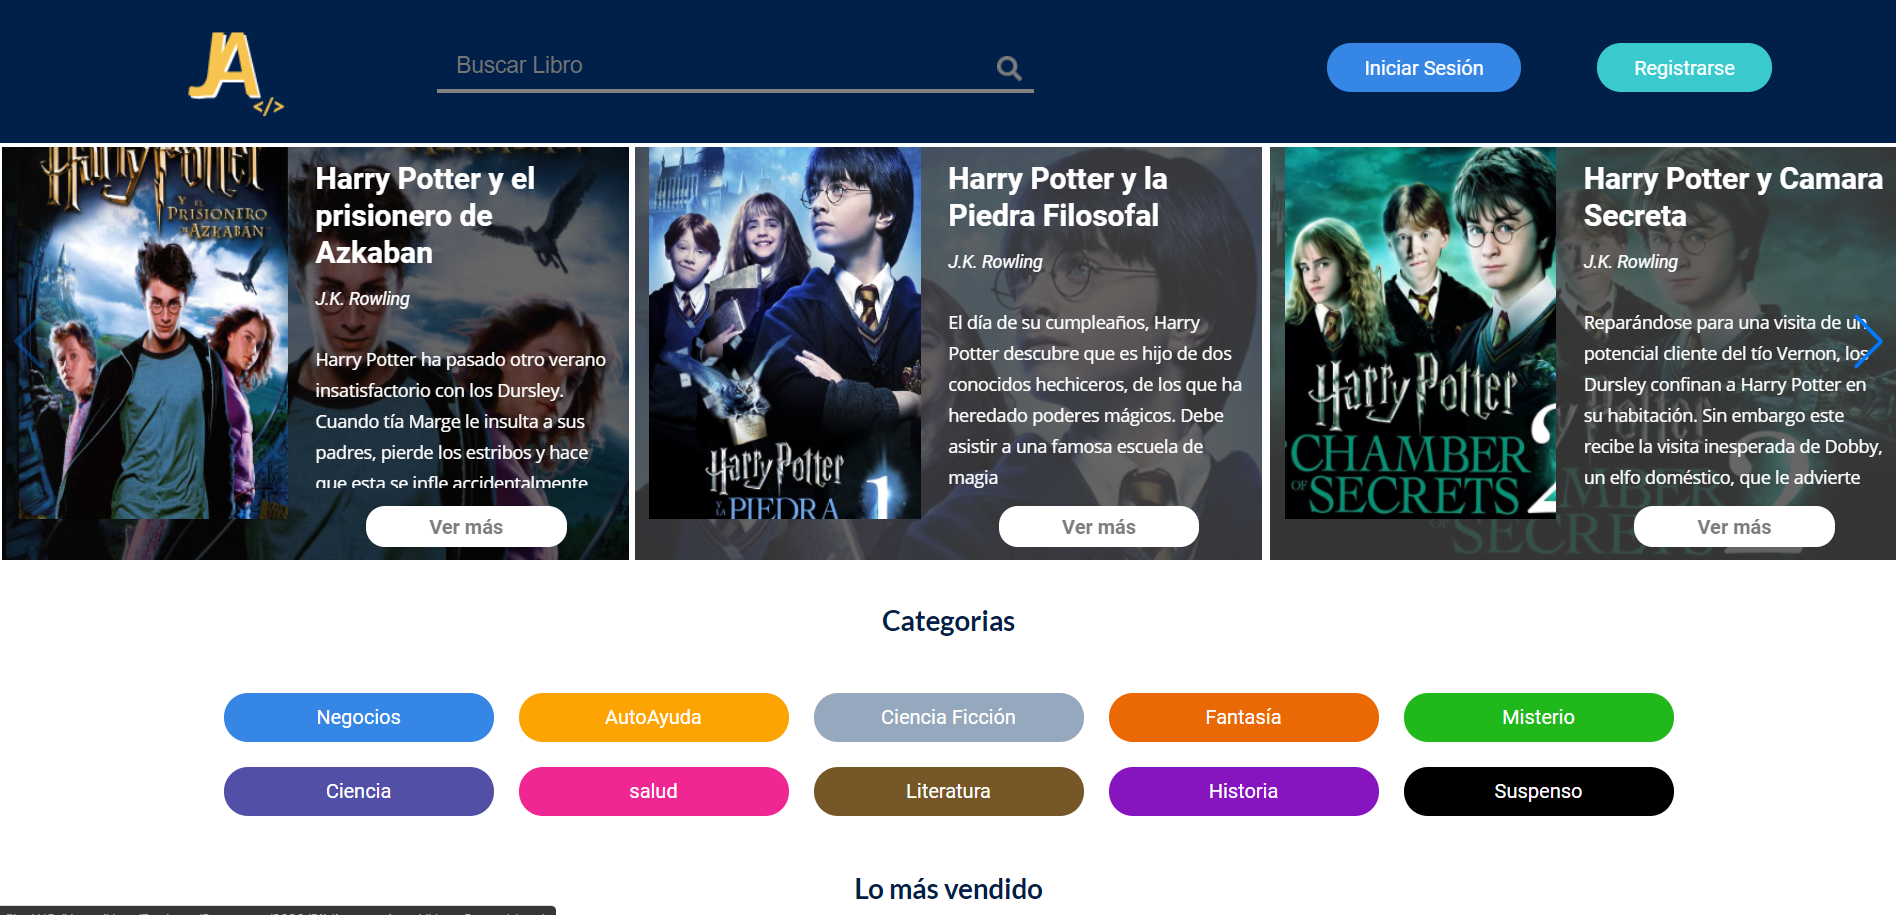 JA
</>
Buscar Libro
Iniciar Sesión
Registrarse
Harry Potter
Y EL
PRISIONERO
DE AZKABAN
Harry Potter y el
prisionero de
Azkaban
J.K. Rowling
Harry Potter ha pasado otro verano
insatisfactorio con los Dursley.
Cuando tía Marge le insulta a sus
padres, pierde los estribos y hace
que esta se infle accidentalmente
Ver más
Harry Potter
Y LA
PIEDRA
1
Harry Potter y la
Piedra Filosofal
J.K. Rowling
El día de su cumpleaños, Harry
Potter descubre que es hijo de dos
conocidos hechiceros, de los que ha
heredado poderes mágicos. Debe
asistir a una famosa escuela de
magia
Ver más
Harry Potter
CHAMBER
OF SECRETS
2
Harry Potter y Camara
Secreta
J.K. Rowling
Reparándose para una visita de un
potencial cliente del tío Vernon, los
Dursley confinan a Harry Potter en
su habitación. Sin embargo este
recibe la visita inesperada de Dobby,
un elfo doméstico, que le advierte
Ver más
Categorias
Negocios
AutoAyuda
Ciencia Ficción
Fantasía
Misterio
Ciencia
salud
Literatura
Historia
Suspenso
Lo más vendido